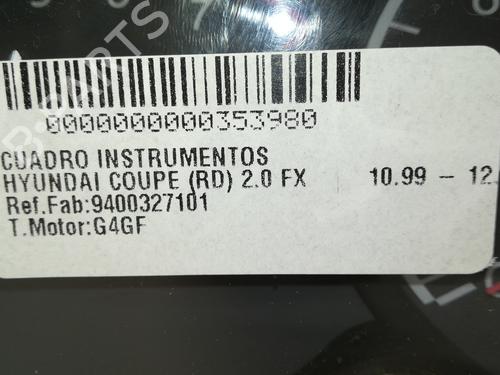 0000000000353980
CUADRO INSTRUMENTOS
HYUNDAI COUPE (RD) 2.0 FX 10.99 - 12
Ref.Fab:9400327101
T.Motor:G4GF